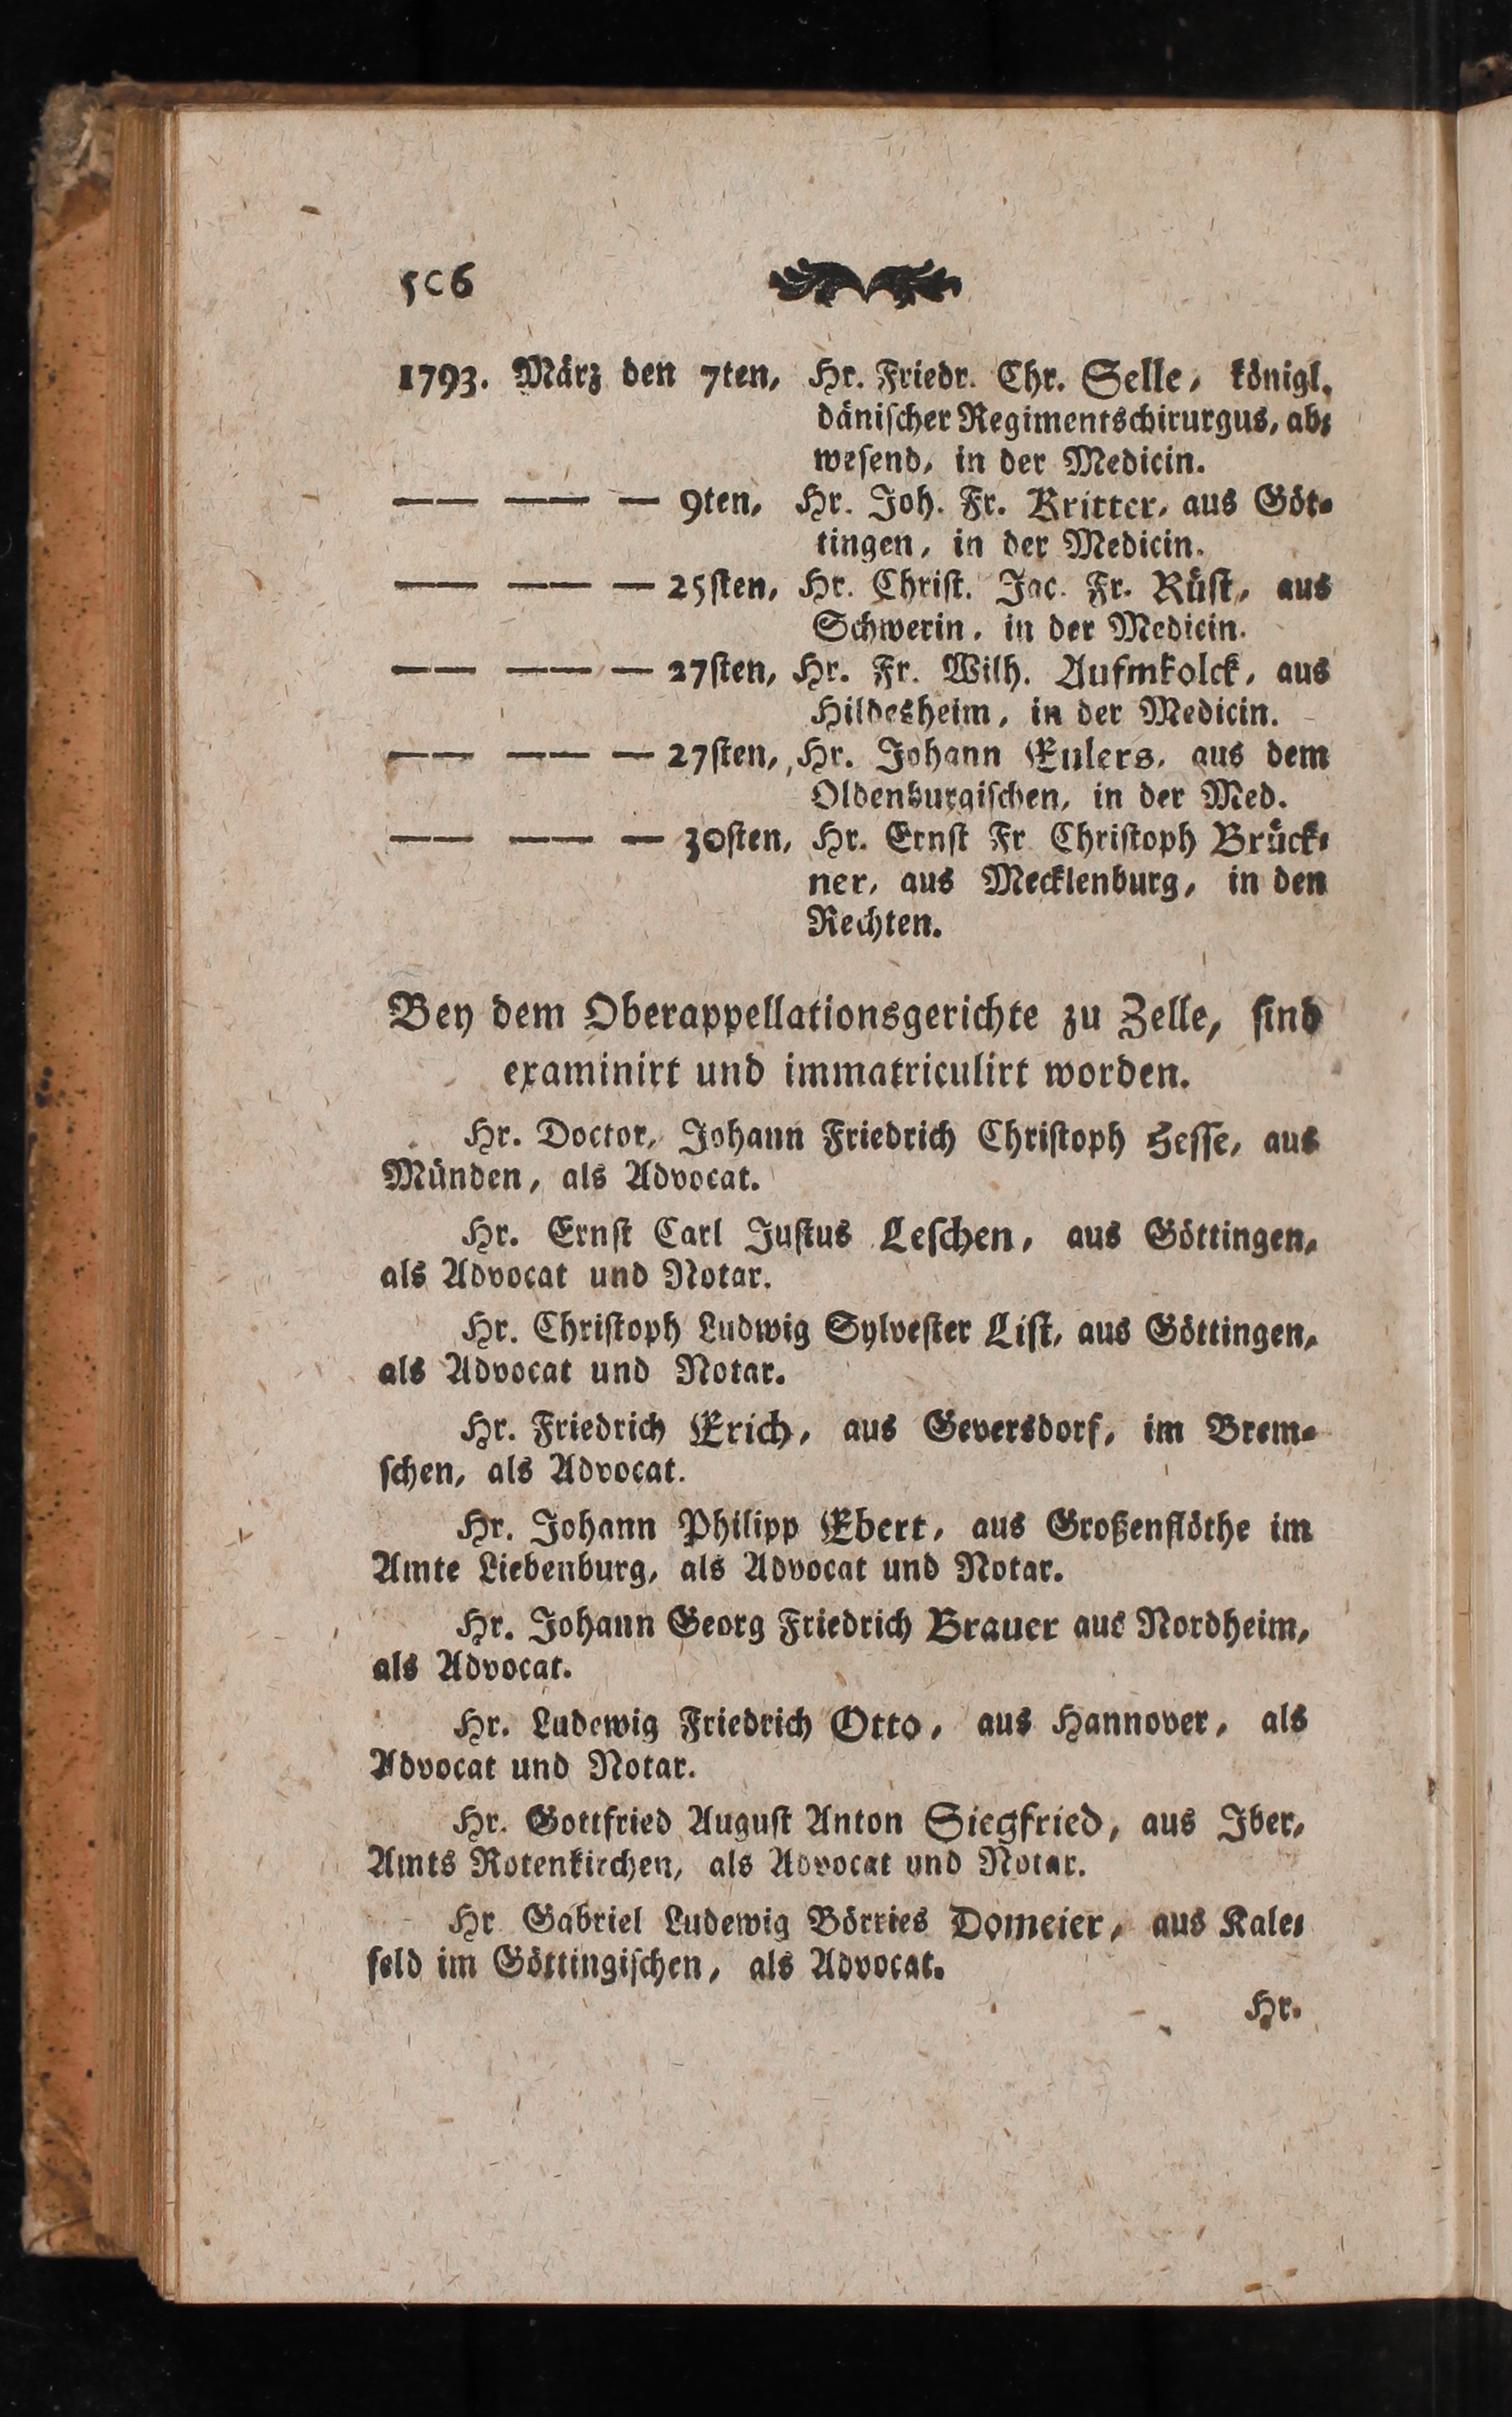 506
1793. März den 7ten, Hr. Friedr. Chr. Selle, königl.
dänischer Regimentschirurgus, ab⸗
wesend, in der Medicin.
—— —— — 9ten, Hr. Joh. Fr. Kritter, aus Göt⸗
tingen, in der Medicin.
—— —— — 25sten, Hr. Christ. Jac. Fr. Rüst, aus
Schwerin, in der Medicin.
—— —— — 27sten, Hr. Fr. Wilh. Aufmkolck, aus
Hildesheim, in der Medicin.
—— —— — 27sten, Hr. Johann Eulers, aus dem
Oldenburgischen, in der Med.
—— —— — 30sten, Hr. Ernst Fr Christoph Brück⸗
ner, aus Mecklenburg, in den
Rechten.
Bey dem Oberappellationsgerichte zu Zelle, sind
examinirt und immatriculirt worden.
Hr. Doctor, Johann Friedrich Christoph Hesse, aus
Münden, als Advocat.
Hr. Ernst Carl Justus Leschen, aus Göttingen,
als Advocat und Notar.
Hr. Christoph Ludwig Sylvester List, aus Göttingen,
als Advocat und Notar.
Hr. Friedrich Erich, aus Geversdorf, im Brem⸗
schen, als Advocat.
Hr. Johann Philipp Ebert, aus Großenflöthe im
Amte Liebenburg, als Advocat und Notar.
Hr. Johann Georg Friedrich Brauer aus Nordheim,
als Advocat.
Hr. Ludewig Friedrich Otto, aus Hannover, als
Advocat und Notar.
Hr. Gottfried August Anton Siegfried, aus Iber,
Amts Rotenkirchen, als Advocat und Notar.
Hr Gabriel Ludewig Börries Domeier, aus Kale⸗
feld im Göttingischen, als Advocat.
Hr.